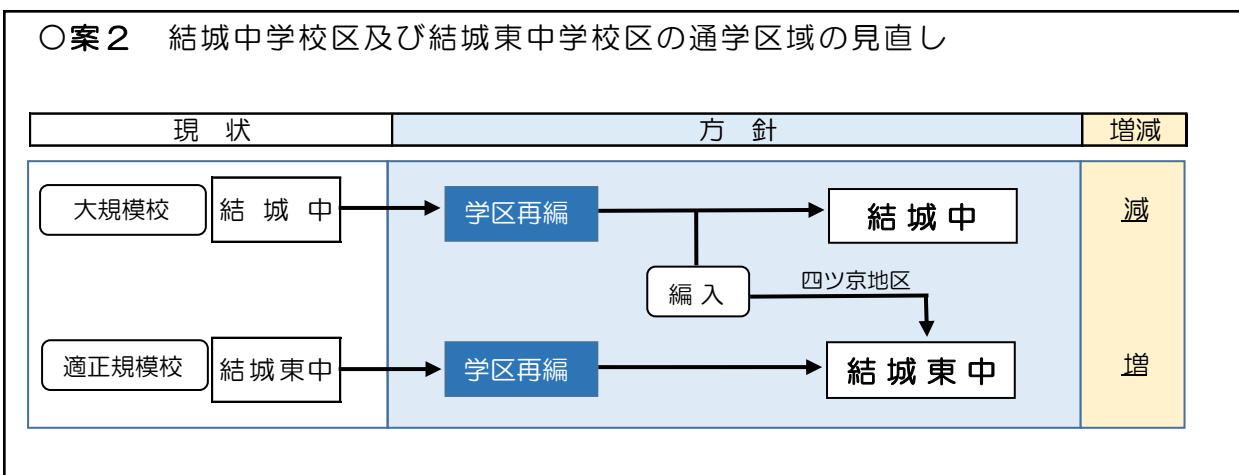 ○案２　結城中学校区及び結城東中学校区の通学区域の見直し
現　状　方　針　増減
大規模校　結 城 中　学区再編　結 城 中　減
編 入　四ツ京地区
適正規模校　結城東中　学区再編　結 城 東 中　増